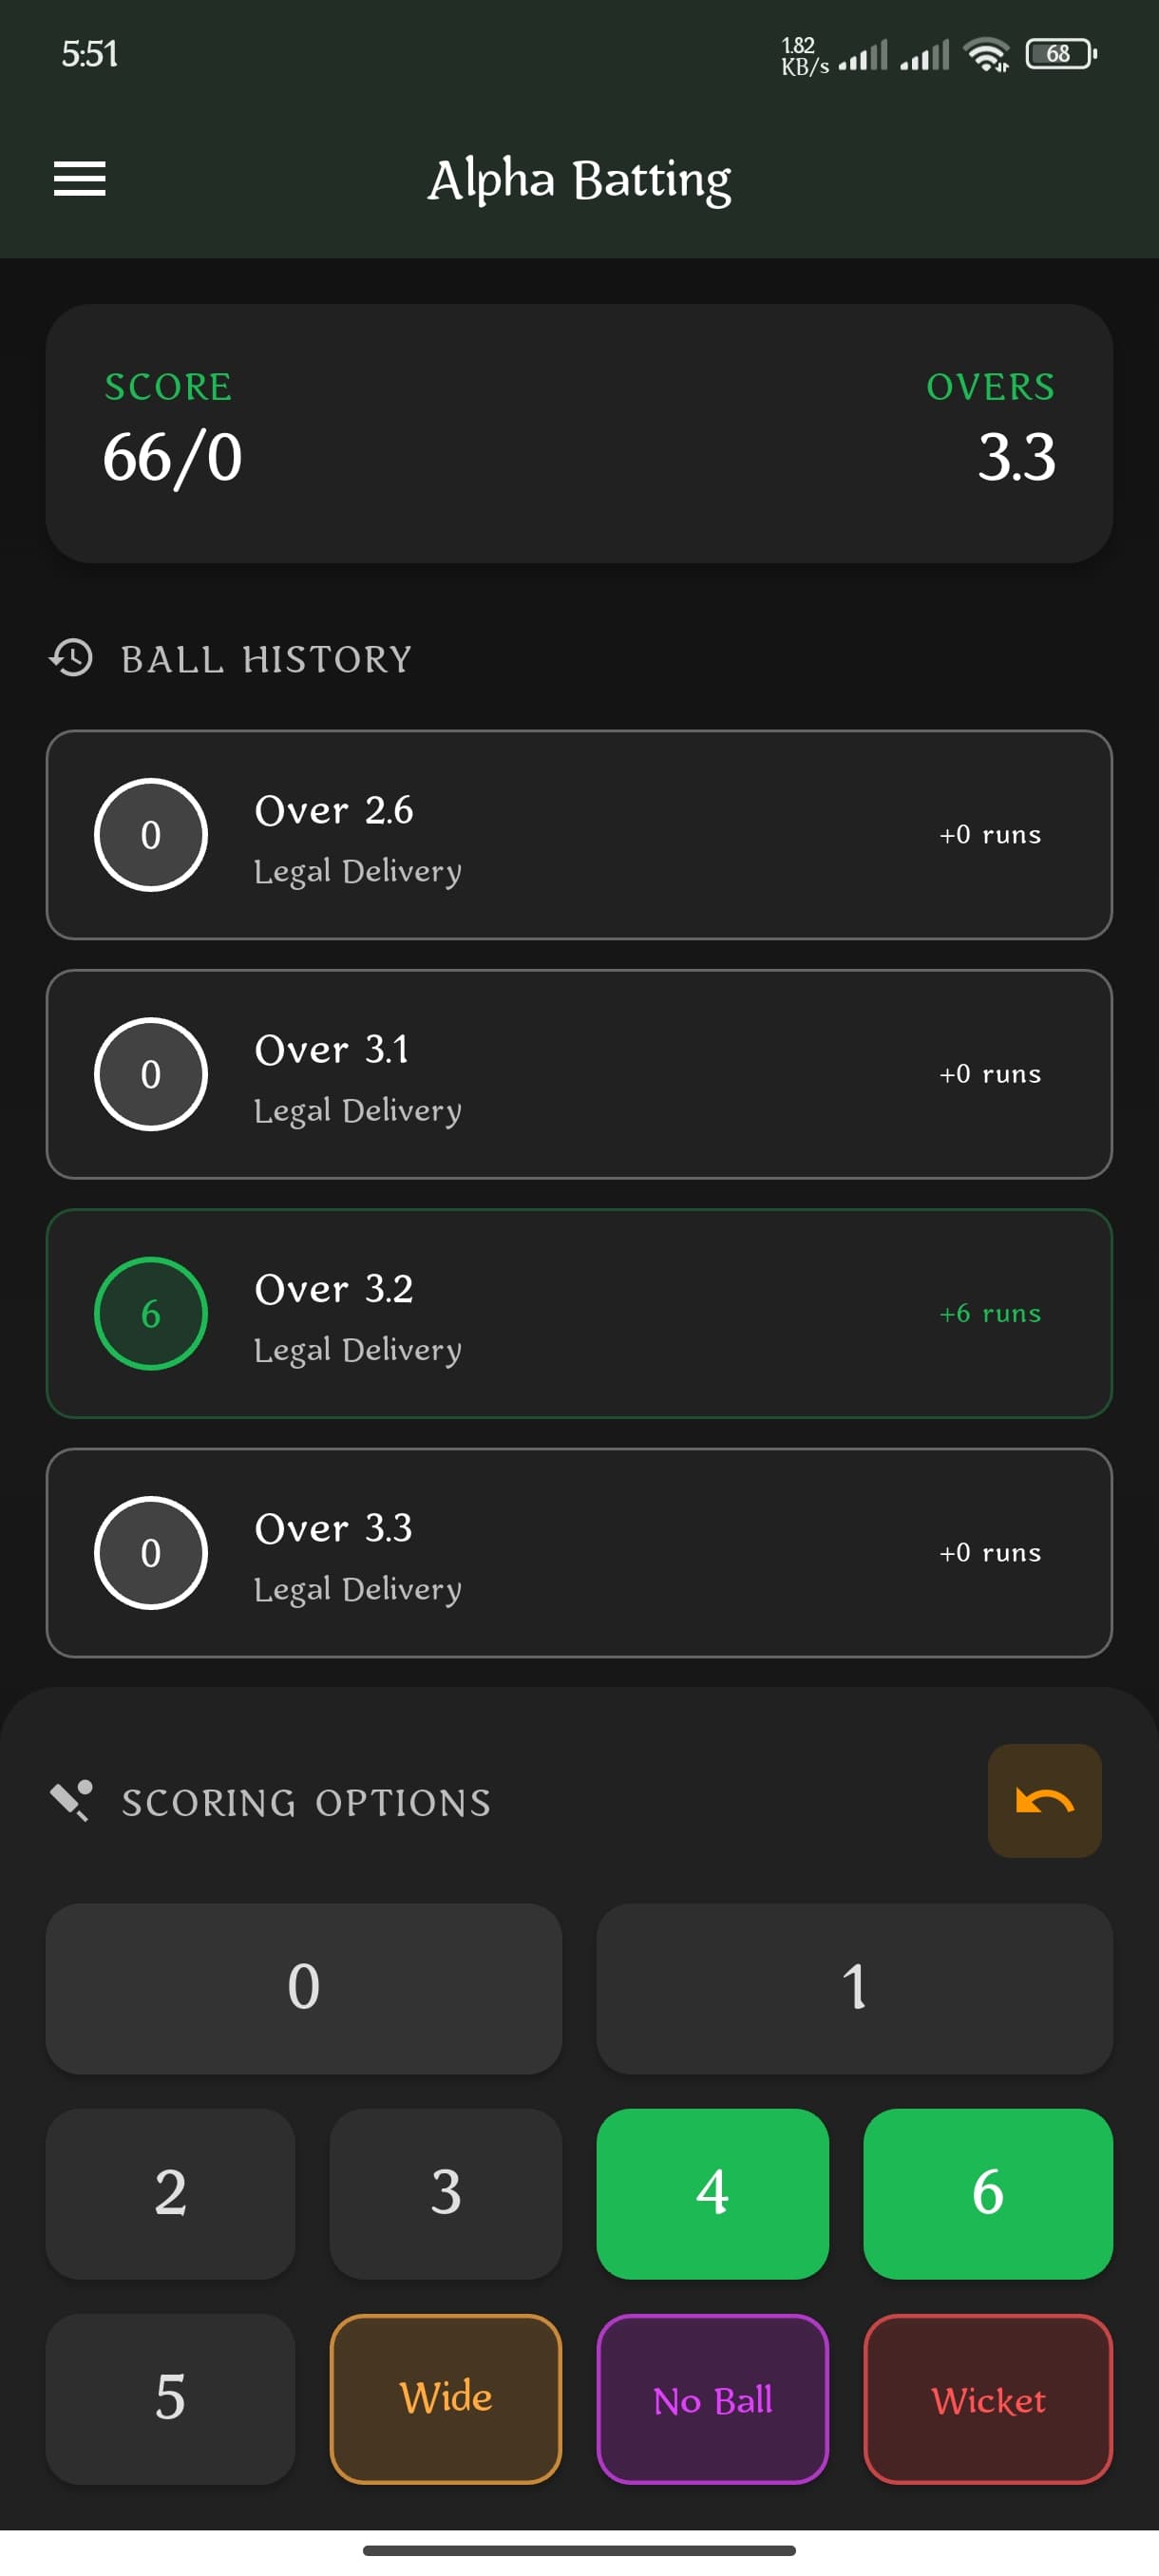 5:51
1.82
KB/s
68
Alpha Batting
SCORE
OVERS
66/0
3.3
BALL HISTORY
0
Over 2.6
Legal Delivery
+0 runs
0
Over 3.1
Legal Delivery
+0 runs
6
Over 3.2
Legal Delivery
+6 runs
0
Over 3.3
Legal Delivery
+0 runs
SCORING OPTIONS
0
1
2
3
4
6
5
Wide
No Ball
Wicket